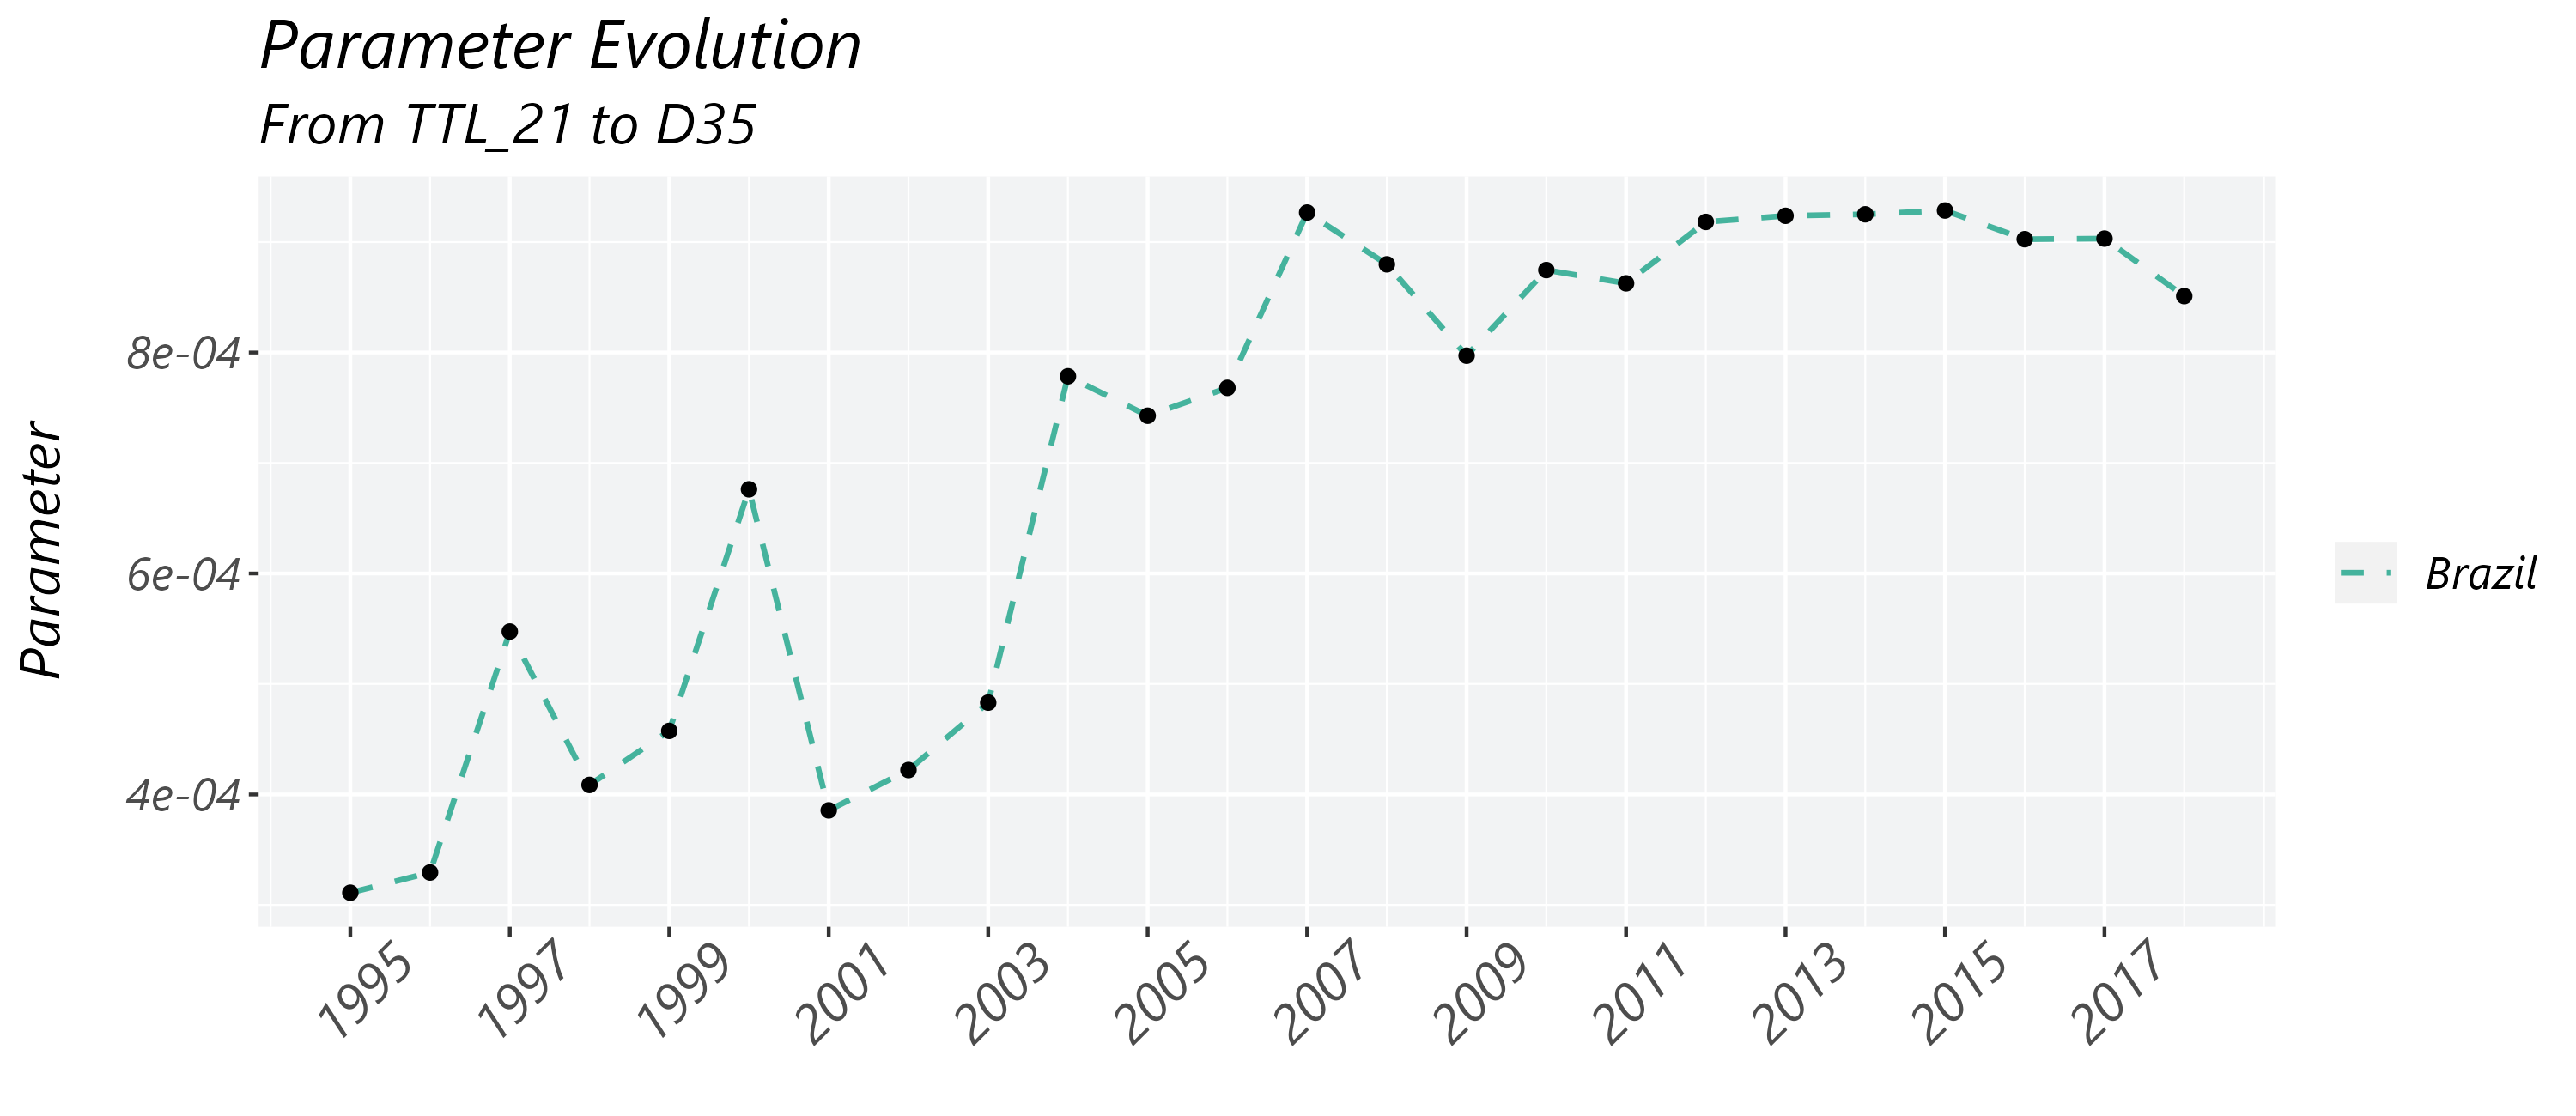 Parameter Evolution
From TTL_21 to D35
Parameter
8e-04
6e-04
4e-04
1995
1997
1999
2001
2003
2005
2007
2009
2011
2013
2015
2017
Brazil